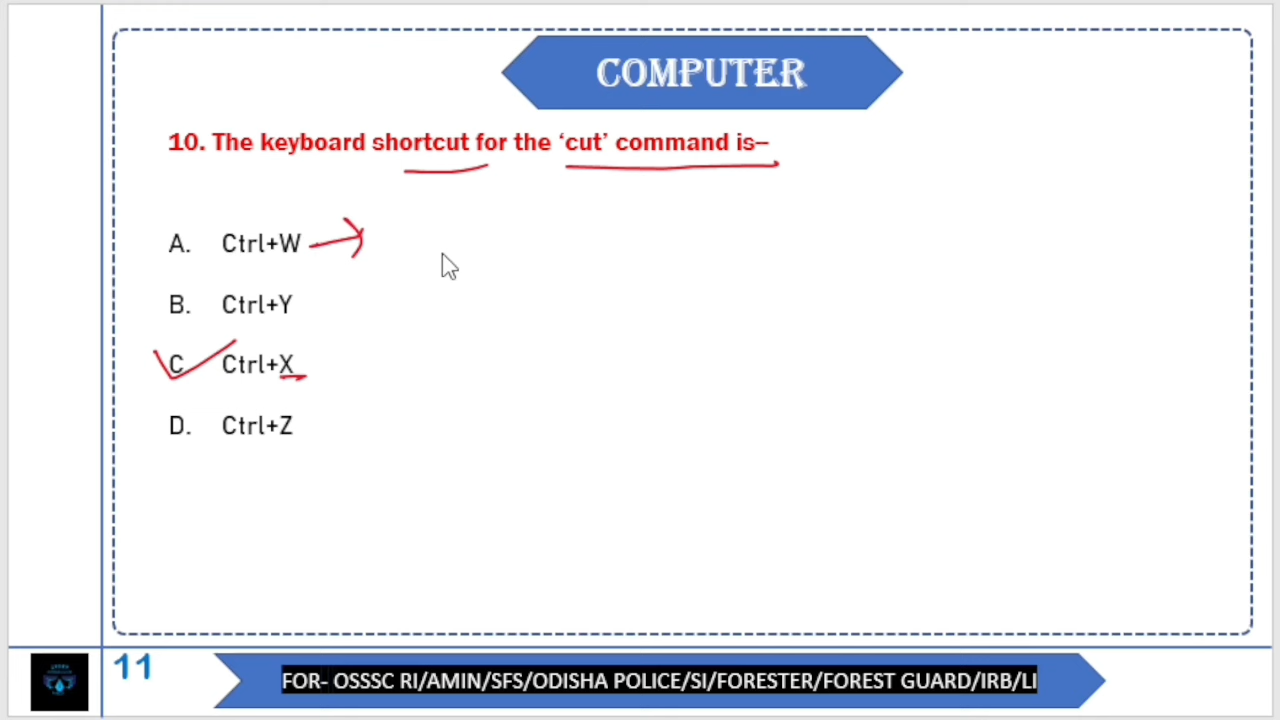 COMPUTER
10. The keyboard shortcut for the ‘cut’ command is–
A. Ctrl+W
B. Ctrl+Y
C Ctrl+X
D. Ctrl+Z
11
FOR- OSSSC RI/AMIN/SFS/ODISHA POLICE/SI/FORESTER/FOREST GUARD/IRB/LI